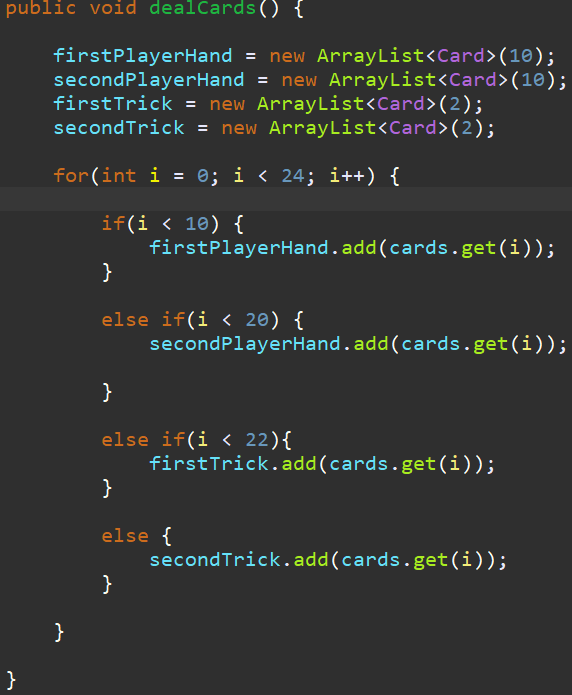 public void dealCards() {
firstPlayerHand = new ArrayList<Card>(10);
secondPlayerHand = new ArrayList<Card>(10);
firstTrick = new ArrayList<Card>(2);
secondTrick = new ArrayList<Card>(2);
for(int i = 0; i < 24; i++) {
if(i < 10) {
firstPlayerHand.add(cards.get(i));
}
else if(i < 20) {
secondPlayerHand.add(cards.get(i));
}
else if(i < 22){
firstTrick.add(cards.get(i));
}
else {
secondTrick.add(cards.get(i));
}
}
}